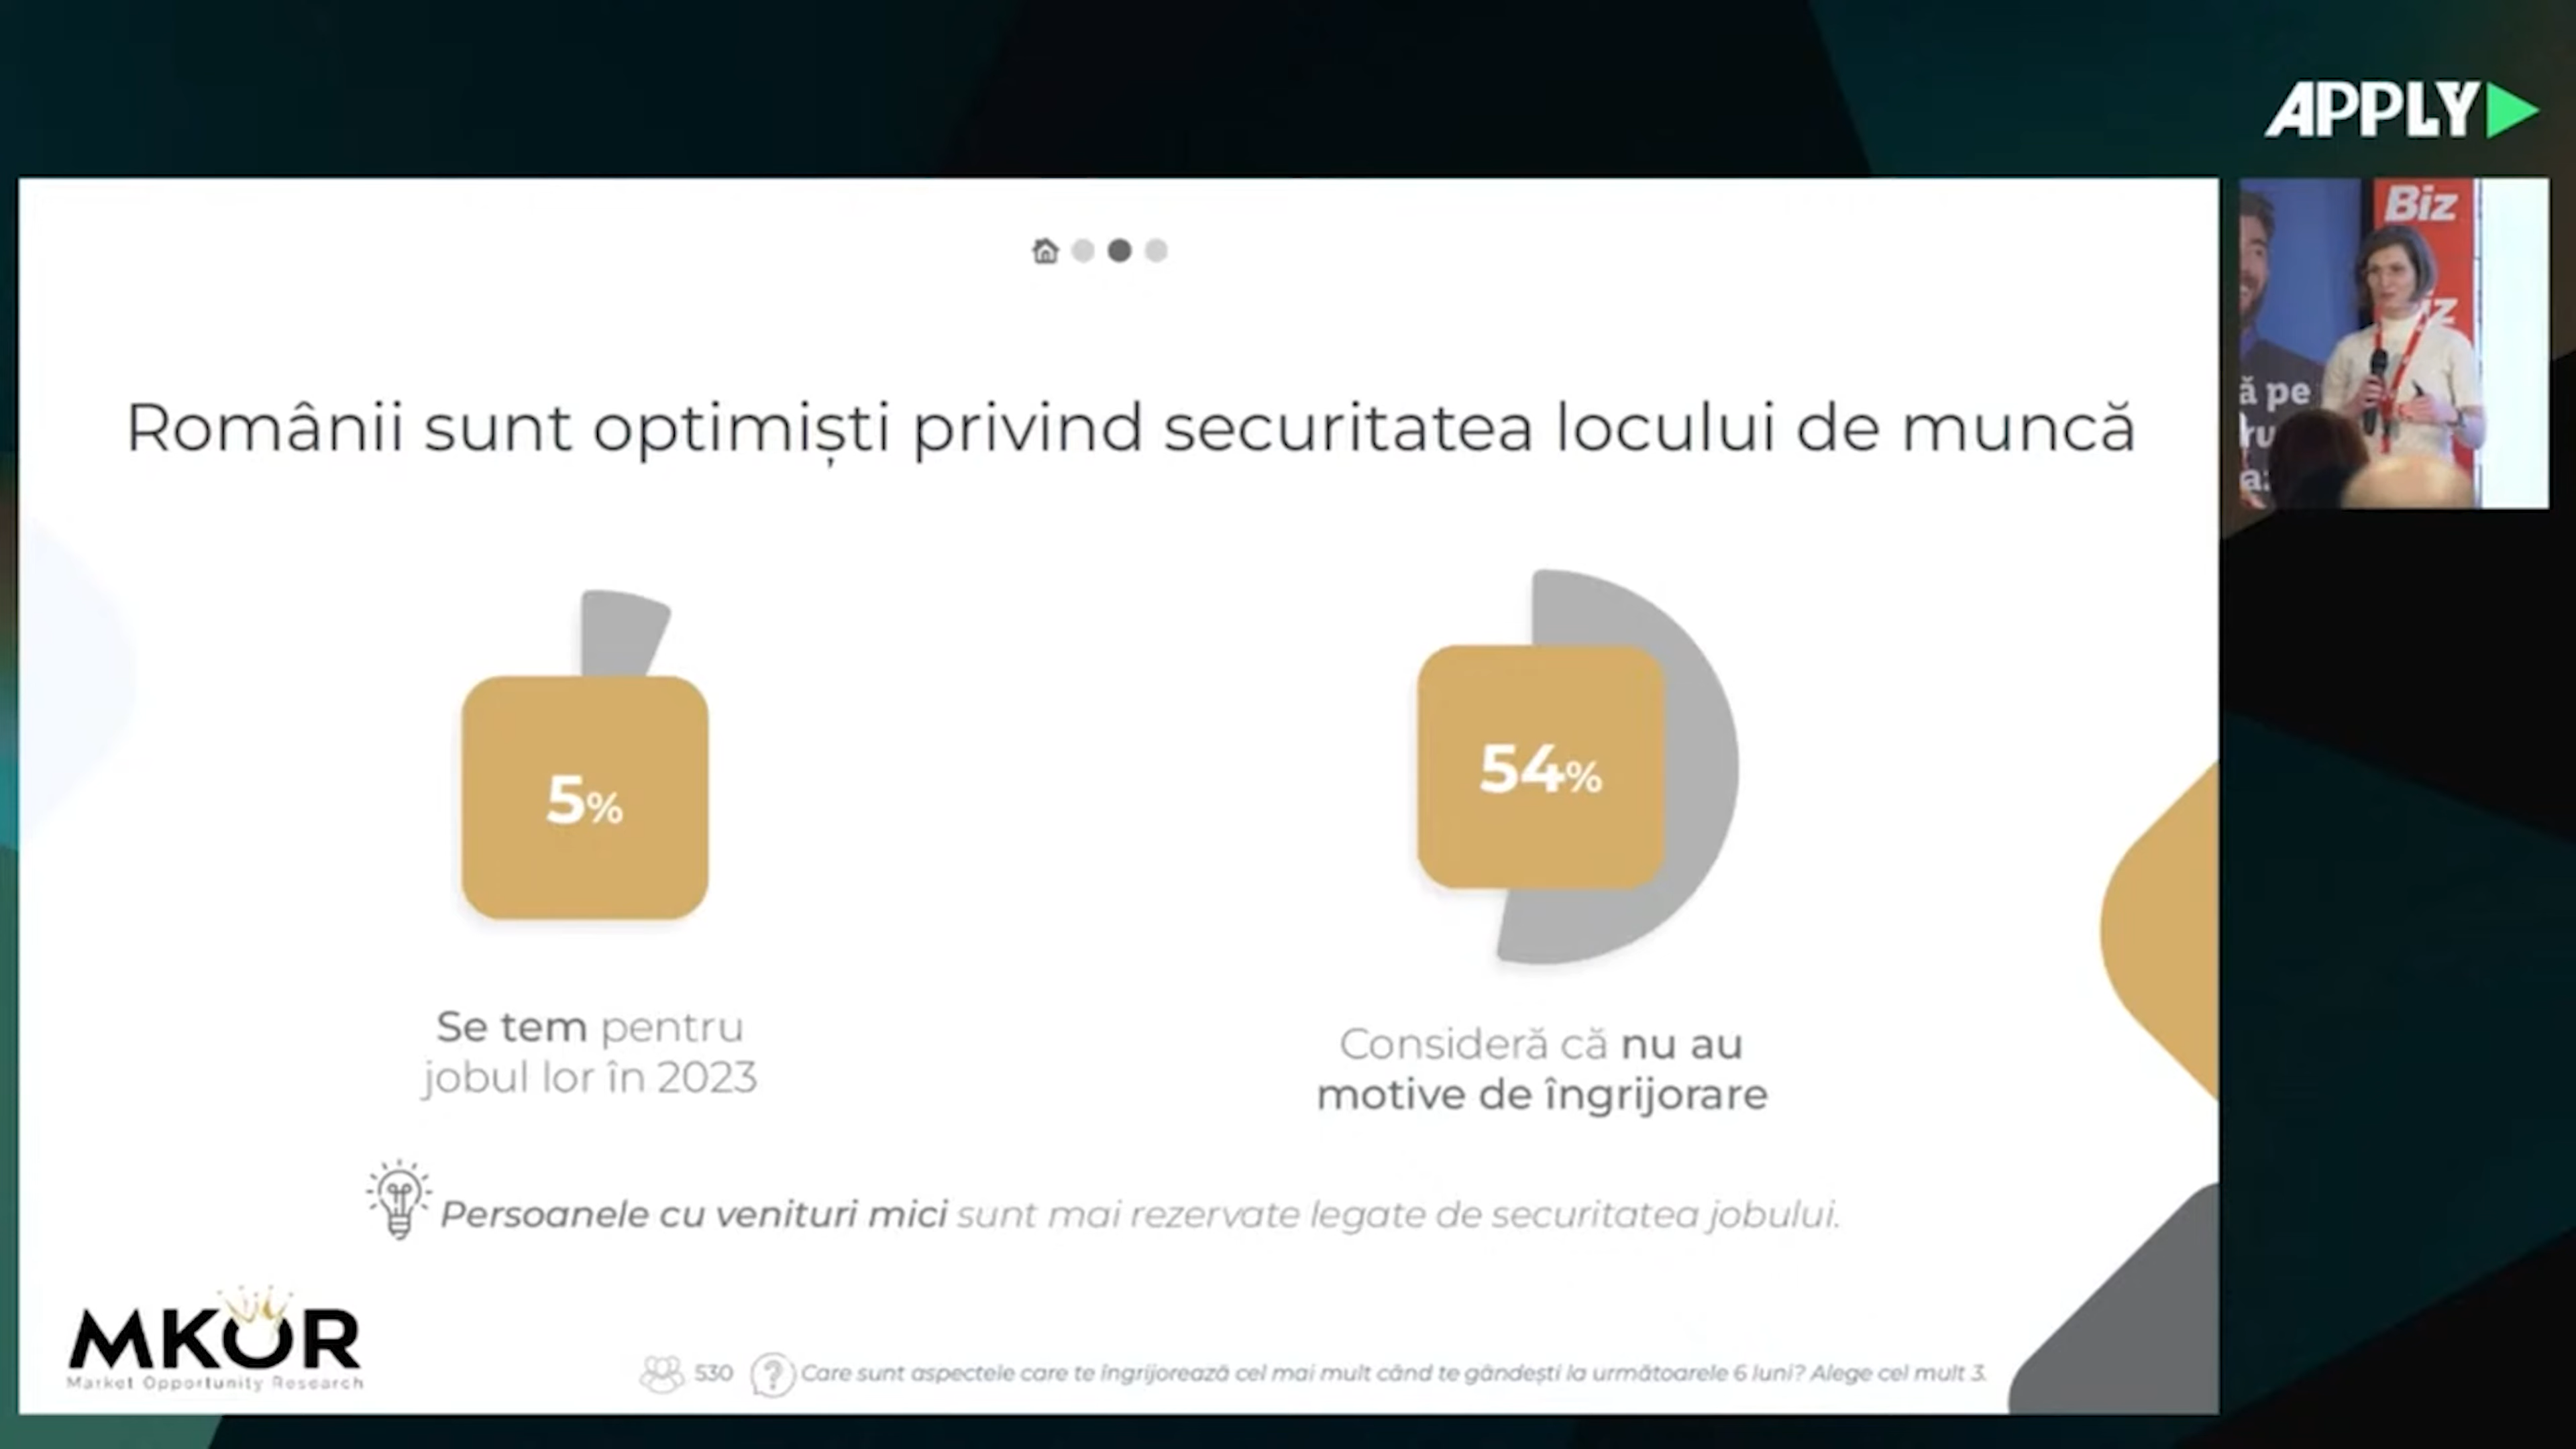 APPLY
Biz
iz
ă pe
ru
a
Românii sunt optimiști privind securitatea locului de muncă
5%
54%
Se tem pentru
jobul lor în 2023
Consideră că nu au
motive de îngrijorare
Persoanele cu venituri mici sunt mai rezervate legate de securitatea jobului.
MKOR
Market Opportunity Research
530
Care sunt aspectele care te îngrijorează cel mai mult când te gândești la următoarele 6 luni? Alege cel mult 3.